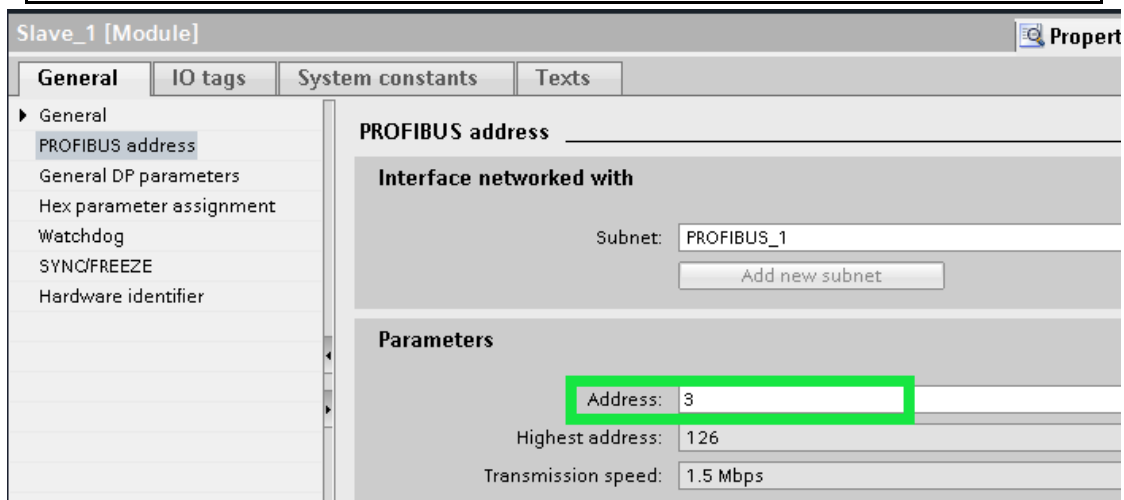 Slave_1 [Module]
Propert
General
IO tags
System constants
Texts
General
PROFIBUS address
General DP parameters
Hex parameter assignment
Watchdog
SYNC/FREEZE
Hardware identifier
PROFIBUS address
Interface networked with
Subnet: PROFIBUS_1
Add new subnet
Parameters
Address: 3
Highest address: 126
Transmission speed: 1.5 Mbps